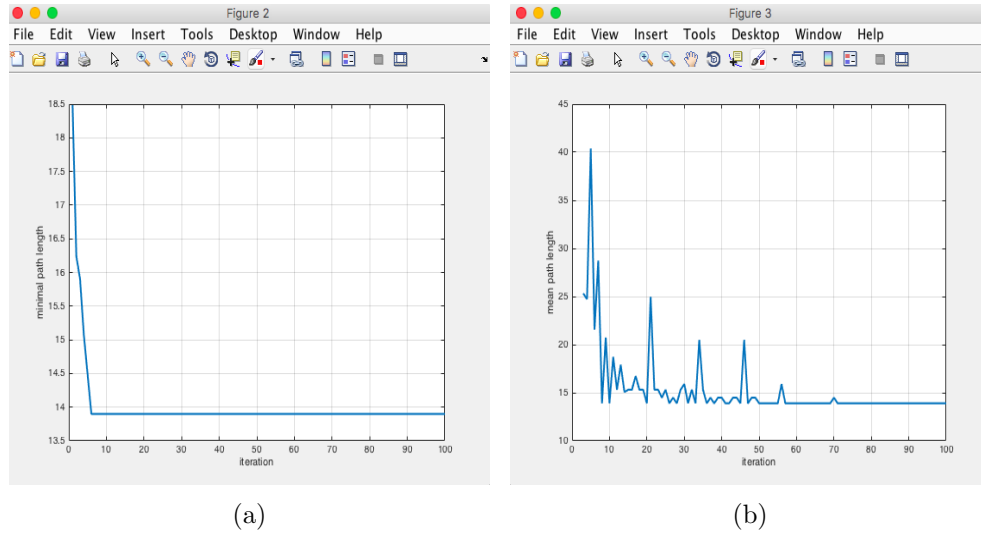 Figure 2
File Edit View Insert Tools Desktop Window Help
18.5
18
17.5
17
16.5
16
15.5
15
14.5
14
13.5
minimal path length
0 10 20 30 40 50 60 70 80 90 100
iteration
(a)
Figure 3
File Edit View Insert Tools Desktop Window Help
45
40
35
30
25
20
15
10
mean path length
0 10 20 30 40 50 60 70 80 90 100
iteration
(b)